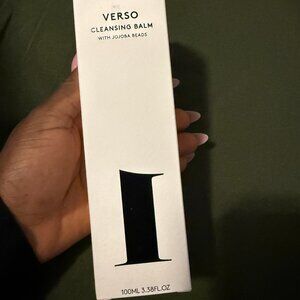 VERSO
CLEANSING BALM
WITH JOJOBA BEADS
1
100ML 3.38FL.OZ